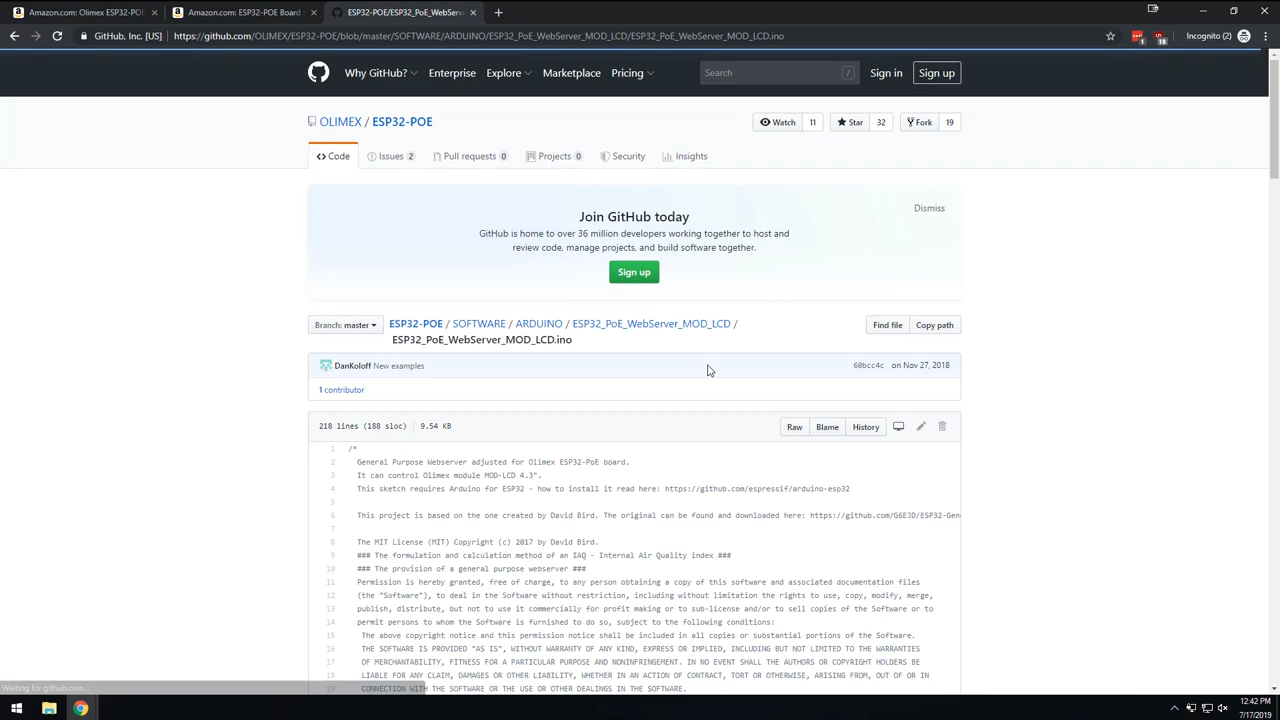 Amazon.com: Olimex ESP32-PO
Amazon.com: ESP32-POE Board
ESP32-POE/ESP32_PoE_WebServ
GitHub, Inc. [US]
https://github.com/OLIMEX/ESP32-POE/blob/master/SOFTWARE/ARDUINO/ESP32_PoE_WebServer_MOD_LCD/ESP32_PoE_WebServer_MOD_LCD.ino
1
18
Incognito (2)
Why GitHub?
Enterprise
Explore
Marketplace
Pricing
Search
/
Sign in
Sign up
OLIMEX / ESP32-POE
Watch 11
Star 32
Fork 19
Code
Issues 2
Pull requests 0
Projects 0
Security
Insights
Join GitHub today
Dismiss
GitHub is home to over 36 million developers working together to host and
review code, manage projects, and build software together.
Sign up
Branch: master
ESP32-POE / SOFTWARE / ARDUINO / ESP32_PoE_WebServer_MOD_LCD /
ESP32_PoE_WebServer_MOD_LCD.ino
Find file
Copy path
DanKoloff New examples
60bcc4c on Nov 27, 2018
1 contributor
218 lines (188 sloc) 9.54 KB
Raw
Blame
History
1 /*
2 General Purpose Webserver adjusted for Olimex ESP32-PoE board.
3 It can control Olimex module MOD-LCD 4.3".
4 This sketch requires Arduino for ESP32 - how to install it read here: https://github.com/espressif/arduino-esp32
5
6 This project is based on the one created by David Bird. The original can be found and downloaded here: https://github.com/G6EJD/ESP32-Gen
7
8 The MIT License (MIT) Copyright (c) 2017 by David Bird.
9 ### The formulation and calculation method of an IAQ - Internal Air Quality index ###
10 ### The provision of a general purpose webserver ###
11 Permission is hereby granted, free of charge, to any person obtaining a copy of this software and associated documentation files
12 (the "Software"), to deal in the Software without restriction, including without limitation the rights to use, copy, modify, merge,
13 publish, distribute, but not to use it commercially for profit making or to sub-license and/or to sell copies of the Software or to
14 permit persons to whom the Software is furnished to do so, subject to the following conditions:
15 The above copyright notice and this permission notice shall be included in all copies or substantial portions of the Software.
16 THE SOFTWARE IS PROVIDED "AS IS", WITHOUT WARRANTY OF ANY KIND, EXPRESS OR IMPLIED, INCLUDING BUT NOT LIMITED TO THE WARRANTIES
17 OF MERCHANTABILITY, FITNESS FOR A PARTICULAR PURPOSE AND NONINFRINGEMENT. IN NO EVENT SHALL THE AUTHORS OR COPYRIGHT HOLDERS BE
18 LIABLE FOR ANY CLAIM, DAMAGES OR OTHER LIABILITY, WHETHER IN AN ACTION OF CONTRACT, TORT OR OTHERWISE, ARISING FROM, OUT OF OR IN
19 CONNECTION WITH THE SOFTWARE OR THE USE OR OTHER DEALINGS IN THE SOFTWARE.
Waiting for github.com...
12:42 PM
7/17/2019